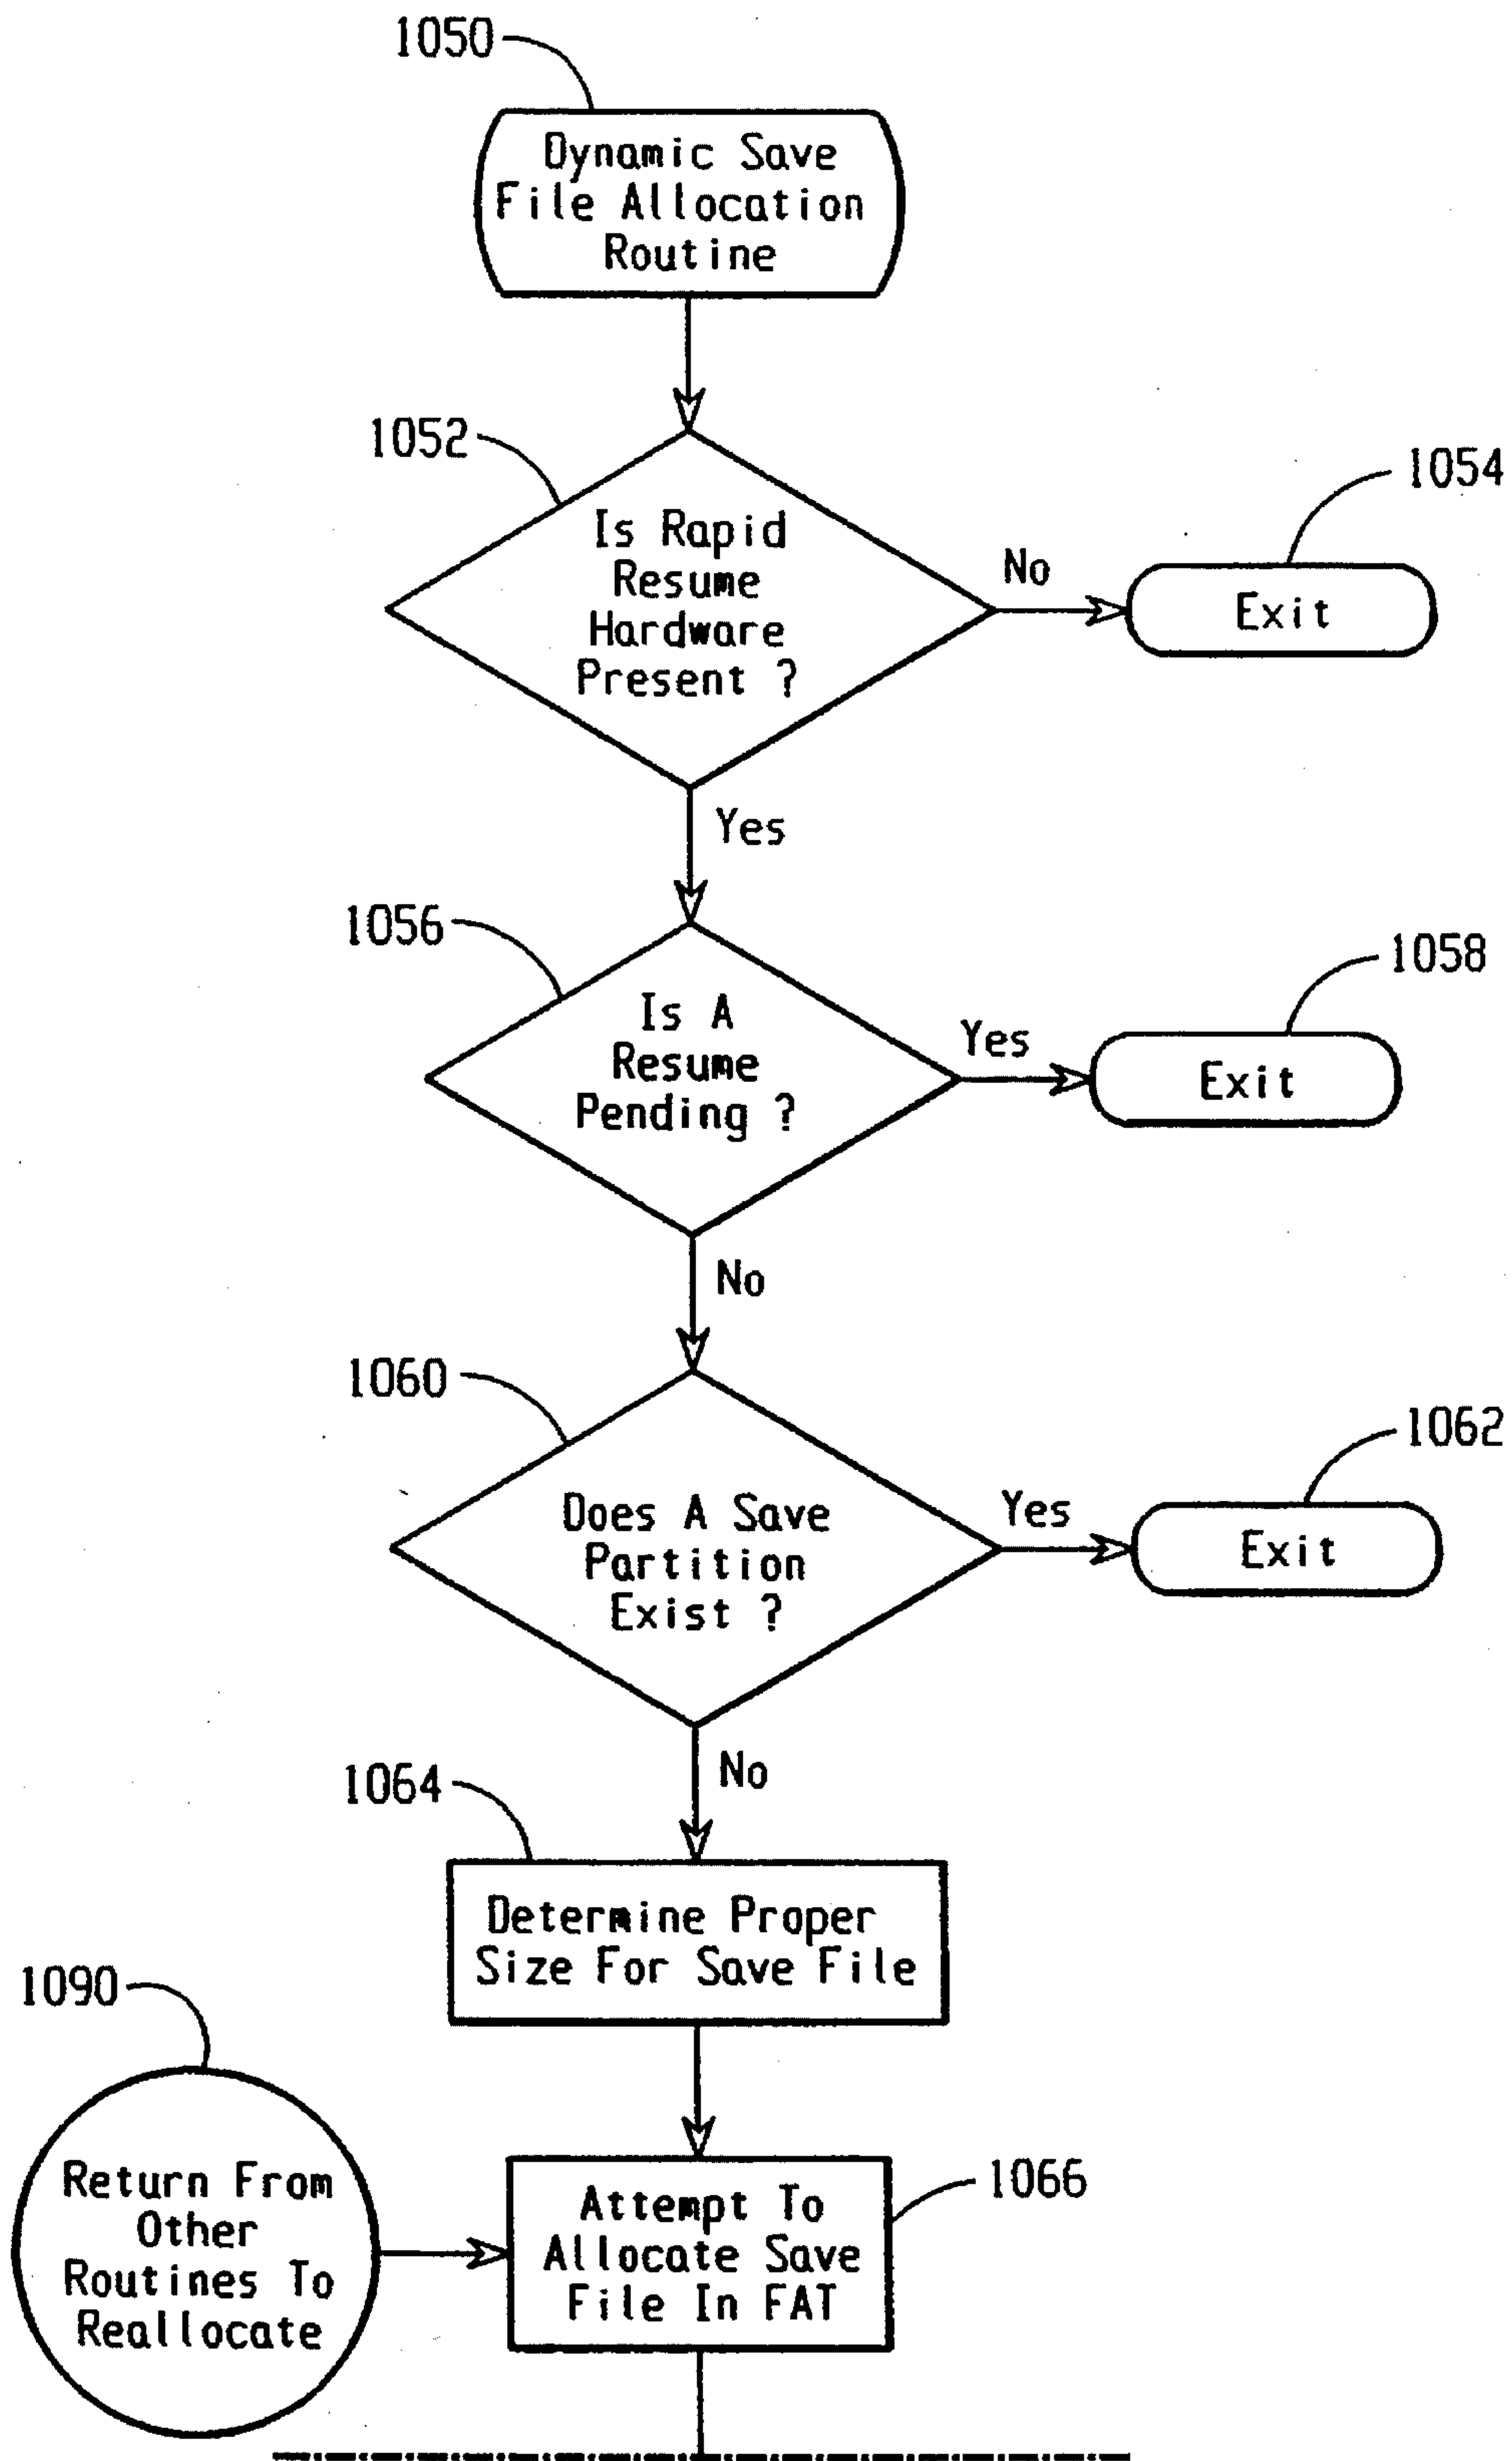 1050
Dynamic Save
File Allocation
Routine
1052
Is Rapid
Resume
Hardware
Present ?
No
1054
Exit
Yes
1056
Is A
Resume
Pending ?
Yes
1058
Exit
No
1060
Does A Save
Partition
Exist ?
Yes
1062
Exit
No
1064
Determine Proper
Size For Save File
1090
Return From
Other
Routines To
Reallocate
1066
Attempt To
Allocate Save
File In FAT